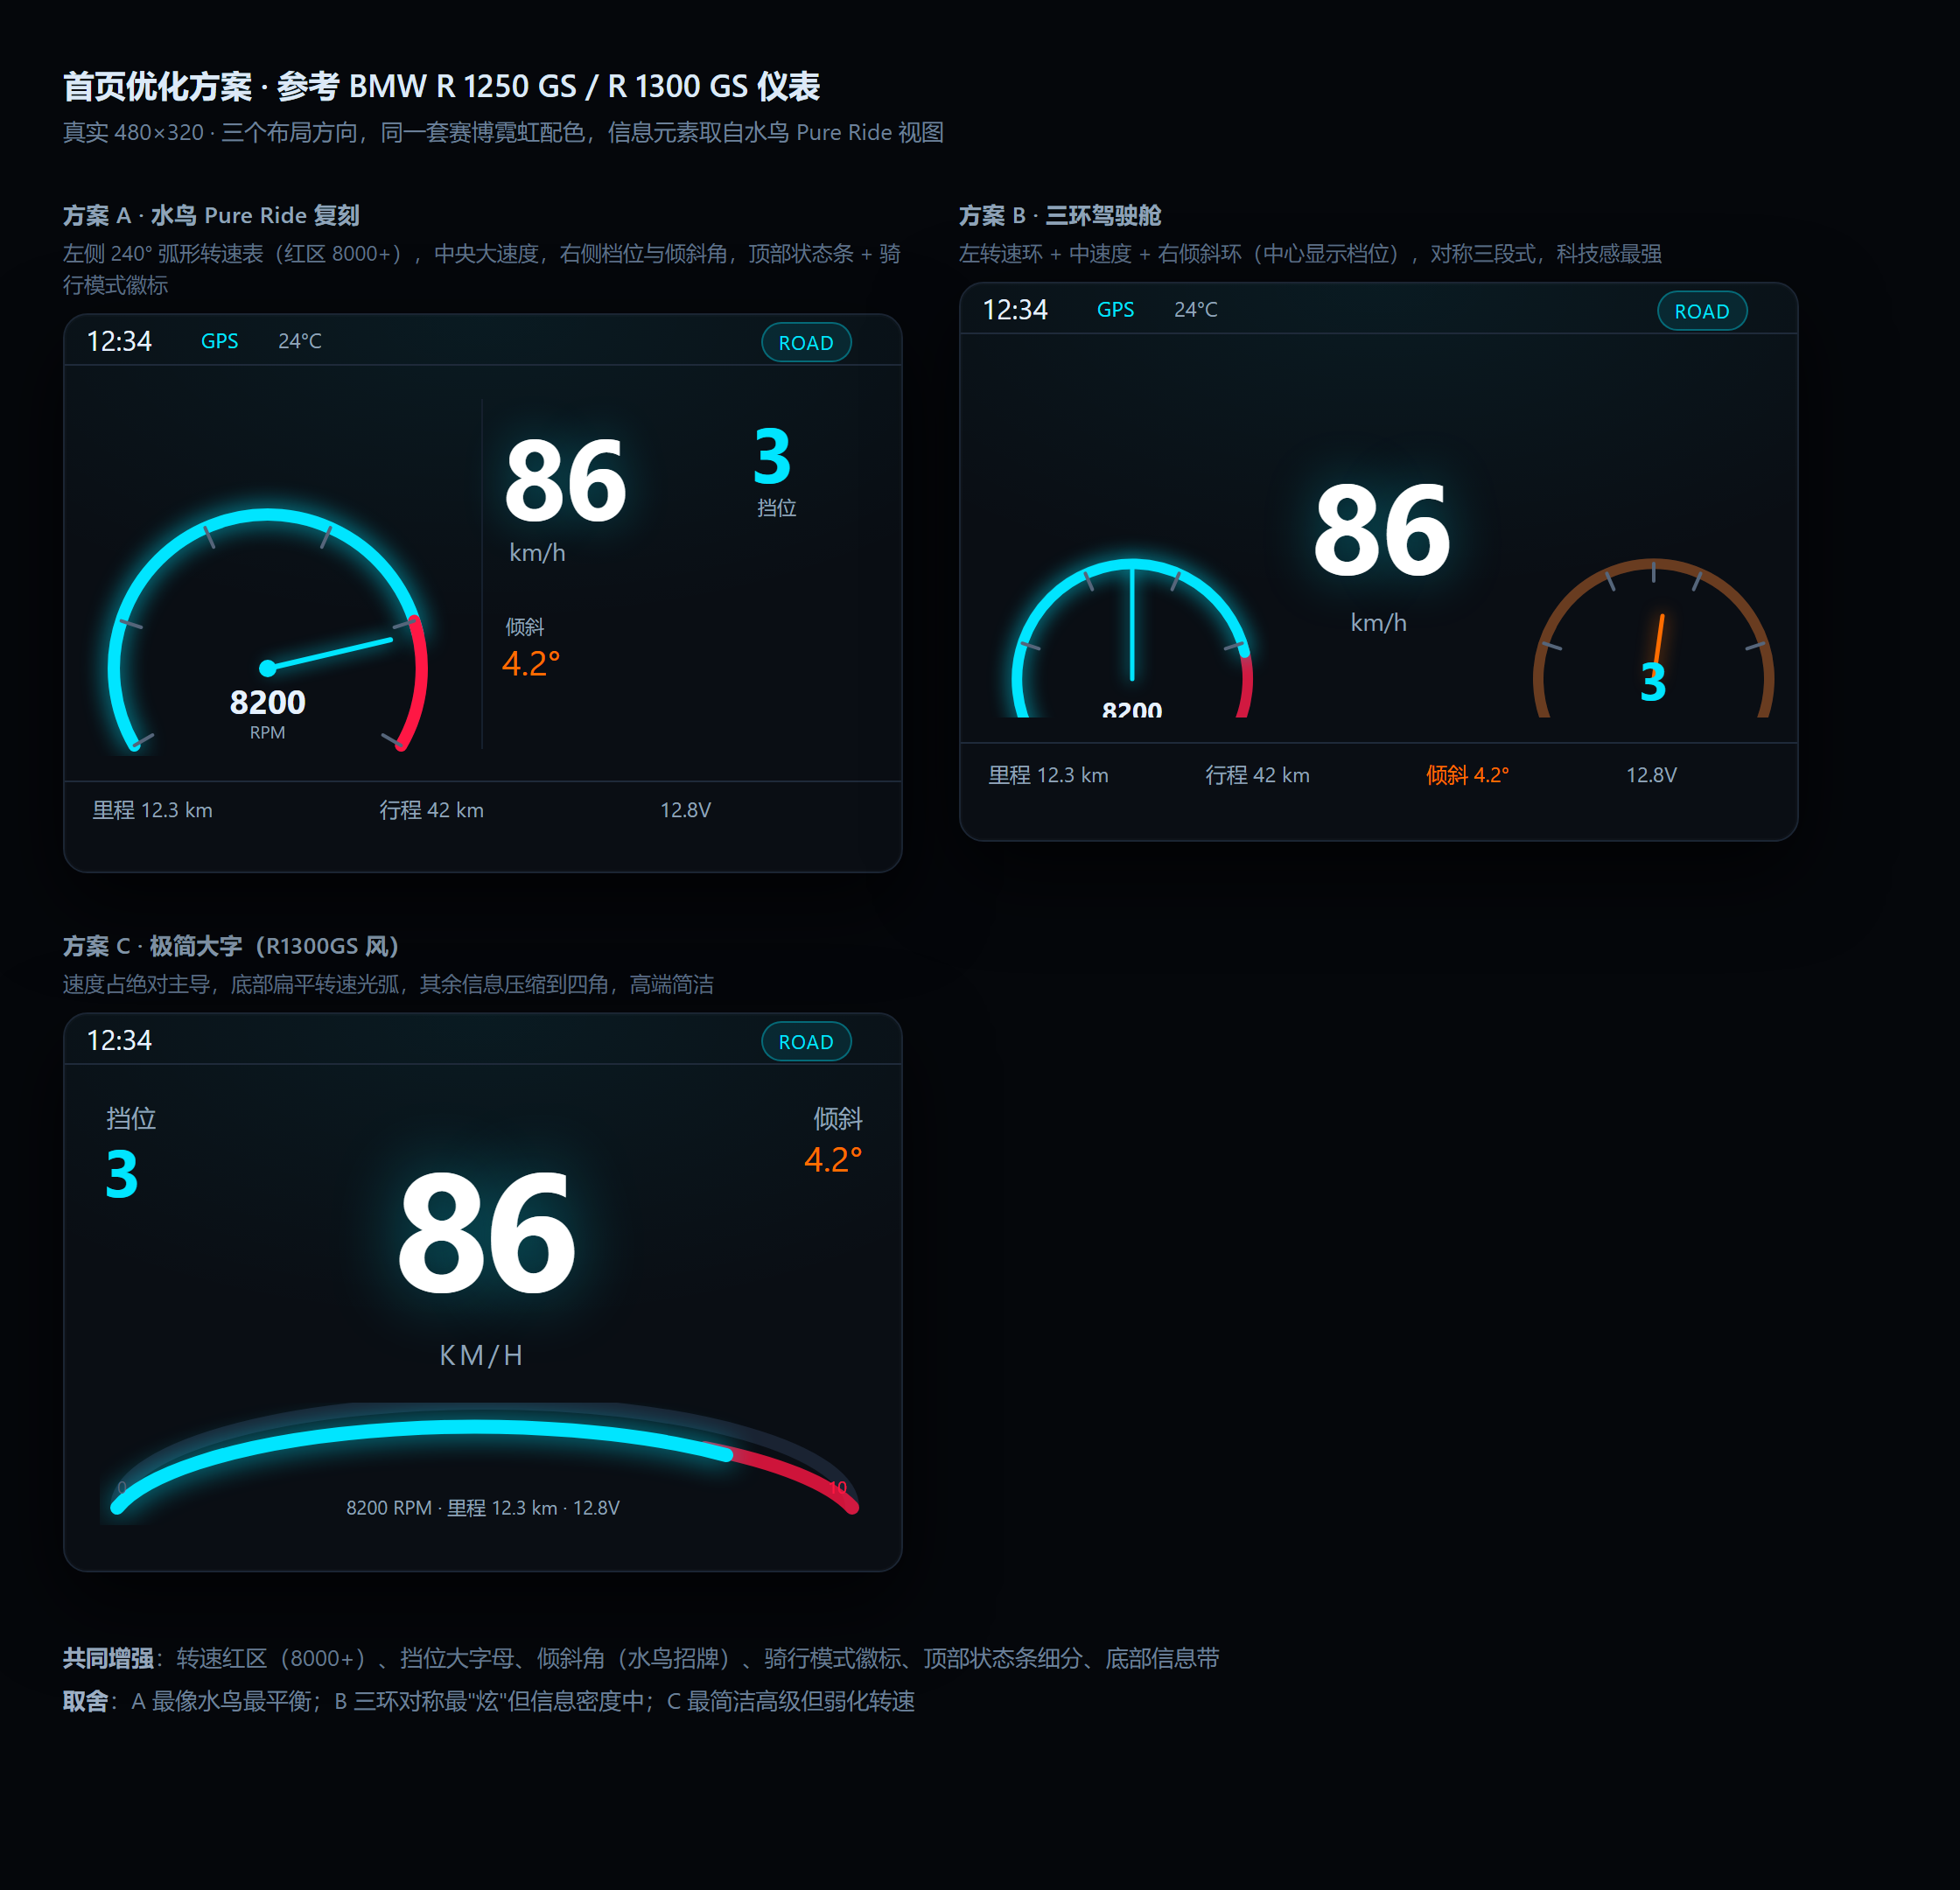 首页优化方案 · 参考 BMW R 1250 GS / R 1300 GS 仪表
真实 480×320 · 三个布局方向，同一套赛博霓虹配色，信息元素取自水鸟 Pure Ride 视图
方案 A · 水鸟 Pure Ride 复刻
左侧 240° 弧形转速表（红区 8000+），中央大速度，右侧档位与倾斜角，顶部状态条 + 骑
行模式徽标
12:34 GPS 24°C ROAD
86
km/h
3
挡位
倾斜
4.2°
8200
RPM
里程 12.3 km 行程 42 km 12.8V
方案 B · 三环驾驶舱
左转速环 + 中速度 + 右倾斜环（中心显示档位），对称三段式，科技感最强
12:34 GPS 24°C ROAD
86
km/h
8200
3
里程 12.3 km 行程 42 km 倾斜 4.2° 12.8V
方案 C · 极简大字（R1300GS 风）
速度占绝对主导，底部扁平转速光弧，其余信息压缩到四角，高端简洁
12:34 ROAD
挡位
3
倾斜
4.2°
86
KM/H
0 10
8200 RPM · 里程 12.3 km · 12.8V
共同增强：转速红区（8000+）、挡位大字母、倾斜角（水鸟招牌）、骑行模式徽标、顶部状态条细分、底部信息带
取舍：A 最像水鸟最平衡；B 三环对称最"炫"但信息密度中；C 最简洁高级但弱化转速